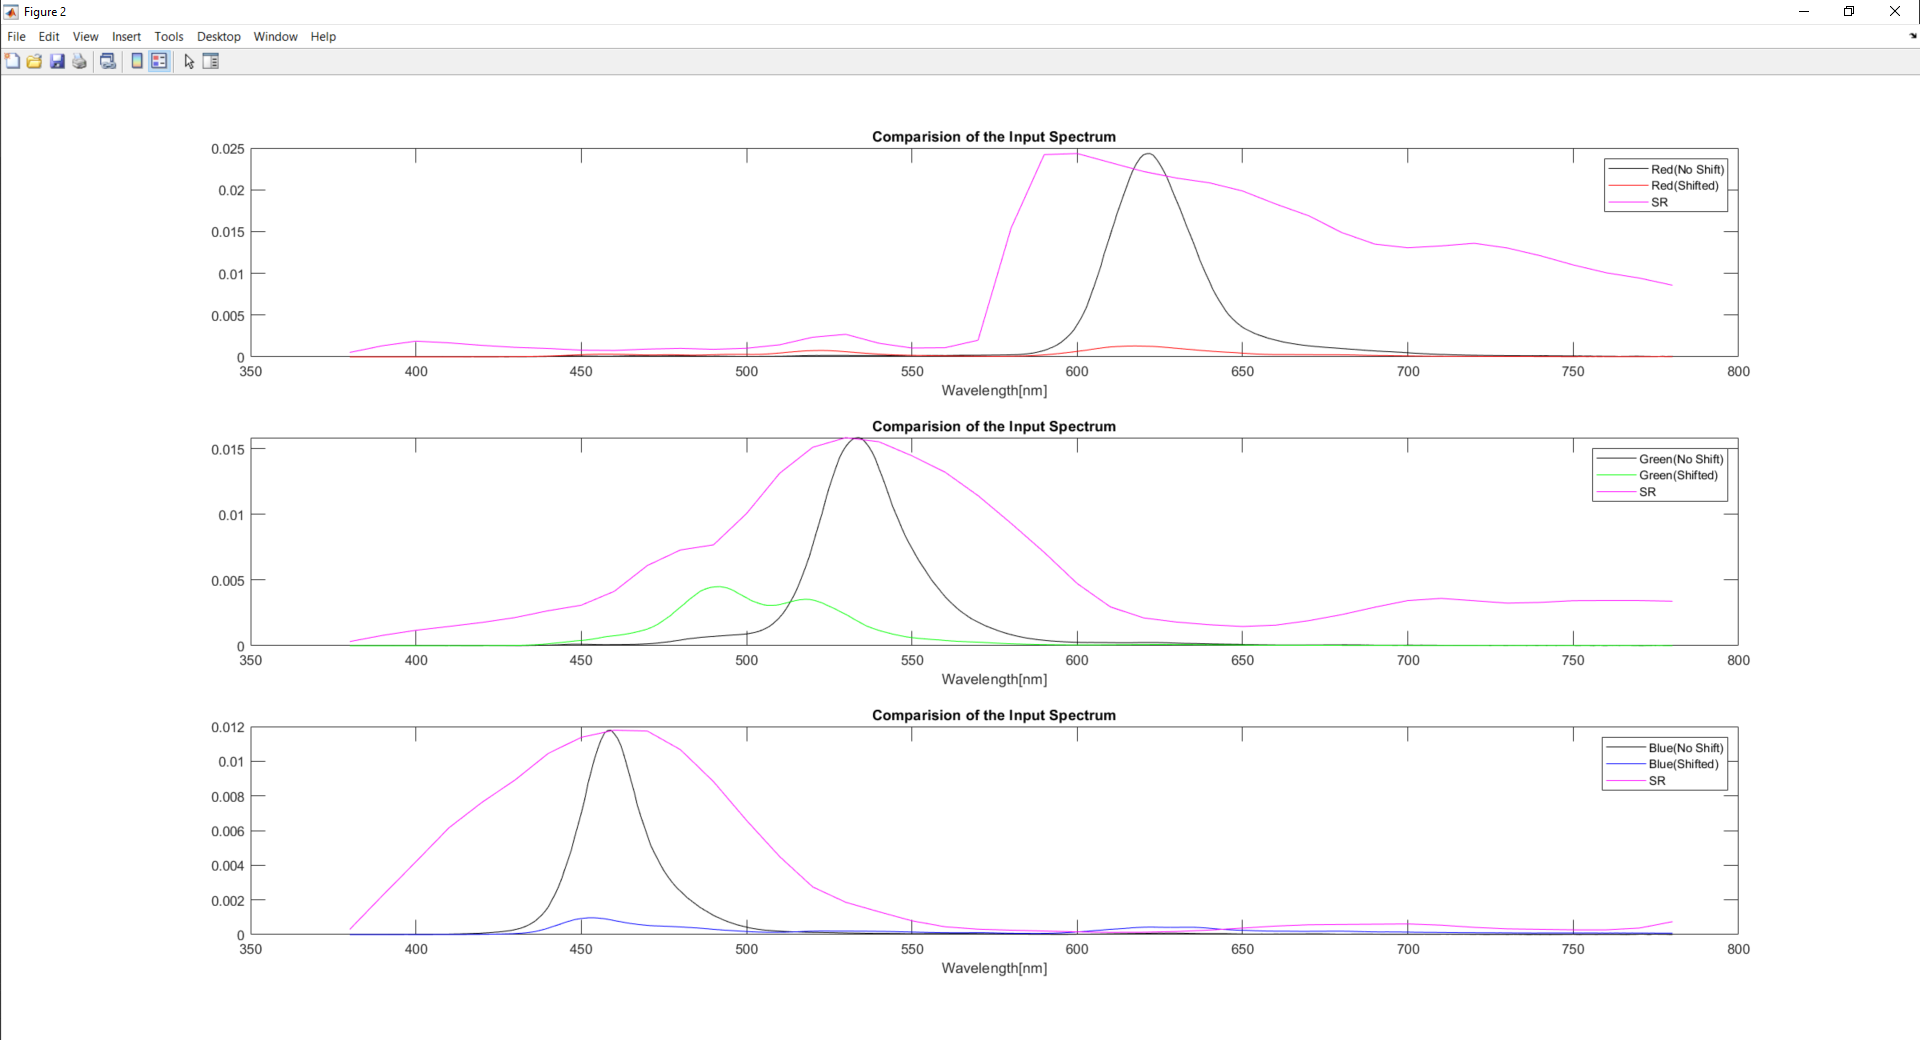 Figure 2
File Edit View Insert Tools Desktop Window Help
Comparision of the Input Spectrum
0.025
0.02
0.015
0.01
0.005
0
350 400 450 500 550 600 650 700 750 800
Wavelength[nm]
Red(No Shift)
Red(Shifted)
SR
Comparision of the Input Spectrum
0.015
0.01
0.005
0
350 400 450 500 550 600 650 700 750 800
Wavelength[nm]
Green(No Shift)
Green(Shifted)
SR
Comparision of the Input Spectrum
0.012
0.01
0.008
0.006
0.004
0.002
0
350 400 450 500 550 600 650 700 750 800
Wavelength[nm]
Blue(No Shift)
Blue(Shifted)
SR